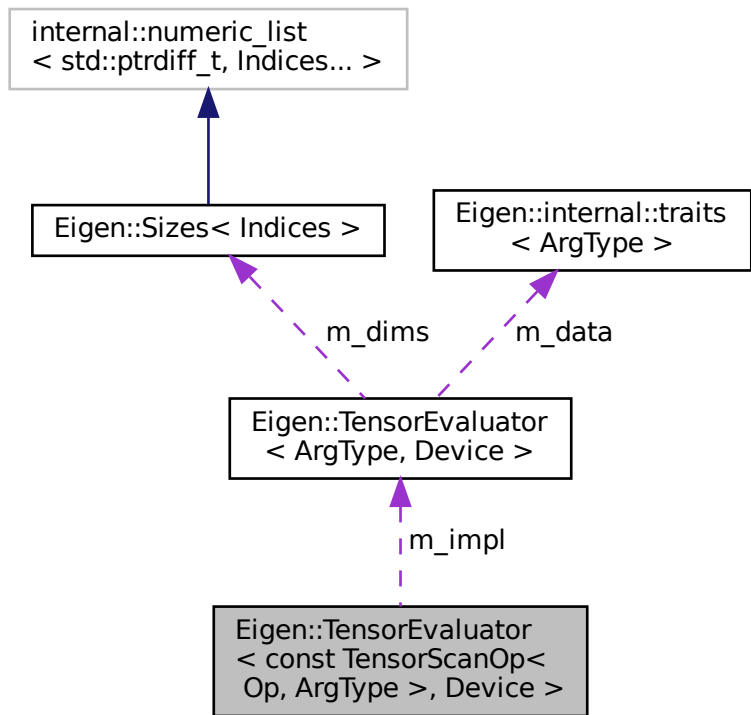 internal::numeric_list
< std::ptrdiff_t, Indices... >
Eigen::Sizes< Indices >
Eigen::internal::traits
< ArgType >
m_dims
m_data
Eigen::TensorEvaluator
< ArgType, Device >
m_impl
Eigen::TensorEvaluator
< const TensorScanOp<
Op, ArgType >, Device >